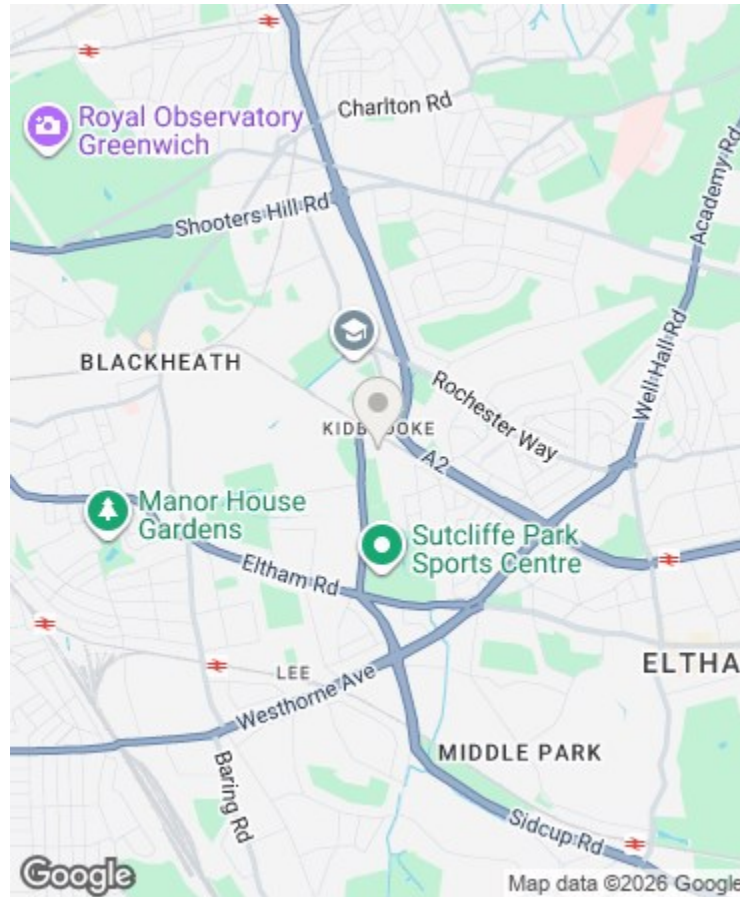 Royal Observatory
Greenwich
Charlton Rd
Shooters Hill Rd
Academy Rd
BLACKHEATH
Well Hall Rd
Rochester Way
KIDBROOKE
A2
Manor House
Gardens
Sutcliffe Park
Sports Centre
Eltham Rd
LEE
ELTHA
Westhorne Ave
MIDDLE PARK
Baring Rd
Sidcup Rd
Google
Map data ©2026 Google